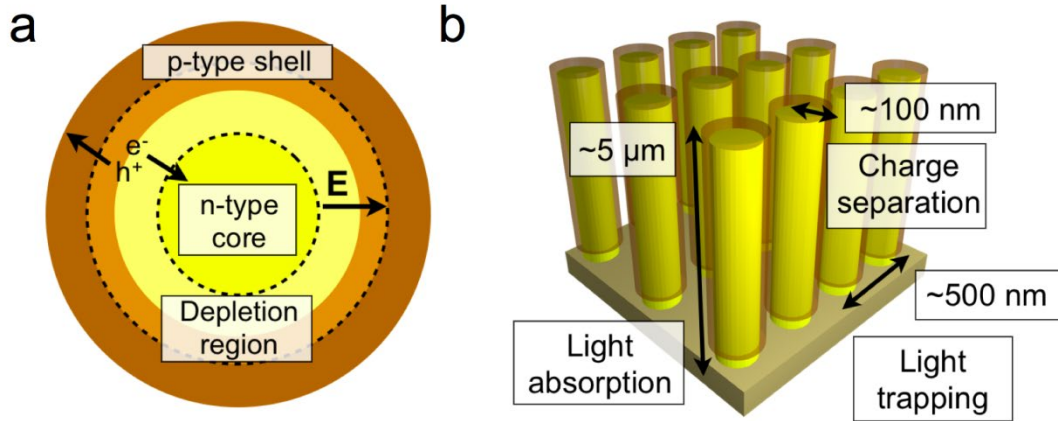 a
p-type shell
e-
h+
E
n-type
core
Depletion
region
b
~5 μm
~100 nm
Charge
separation
~500 nm
Light
absorption
Light
trapping